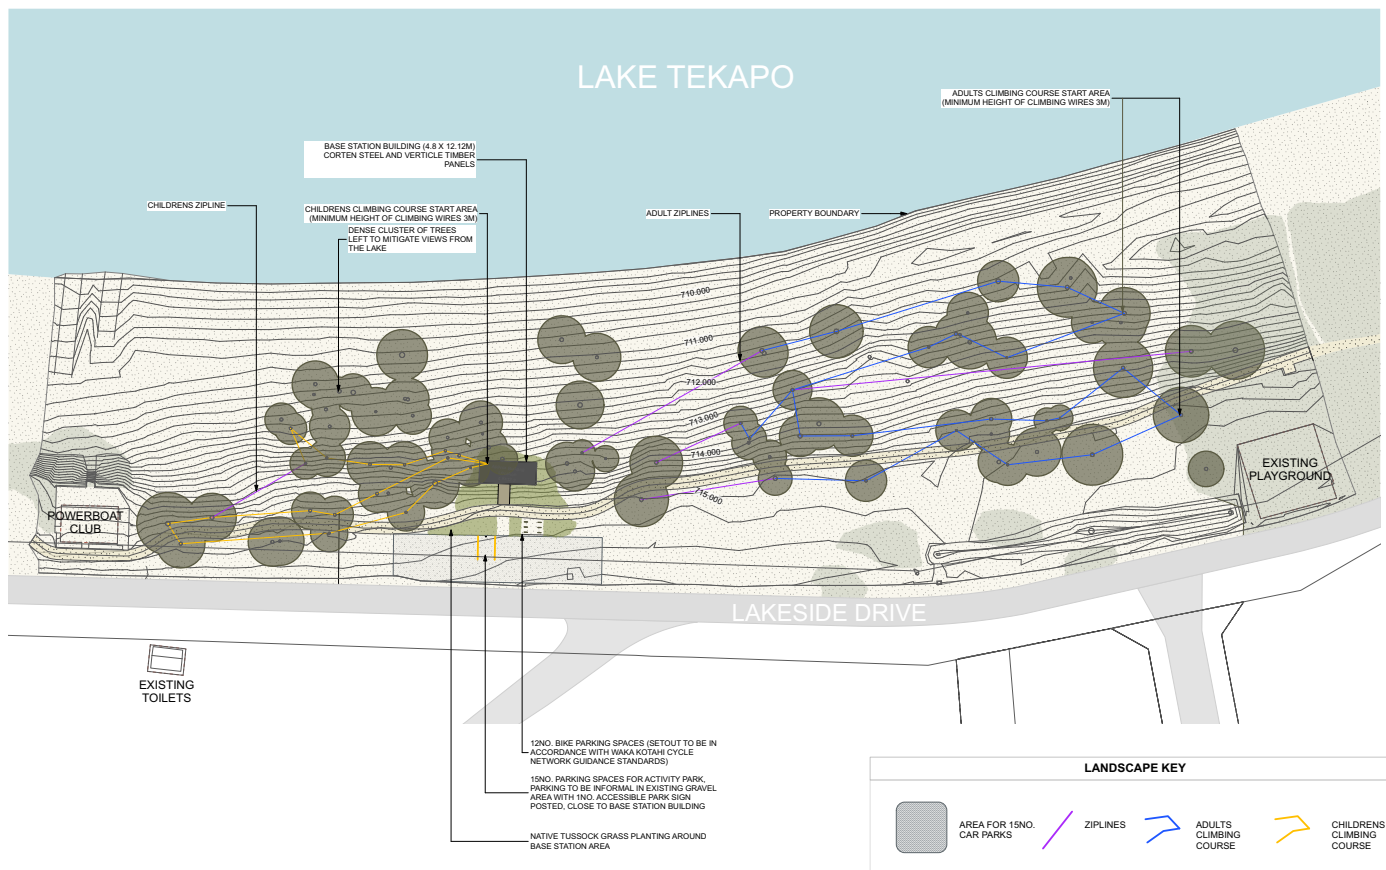 LAKE TEKAPO
ADULTS CLIMBING COURSE START AREA
(MINIMUM HEIGHT OF CLIMBING WIRES 3M)
BASE STATION BUILDING (4.8 X 12.12M)
CORTEN STEEL AND VERTICLE TIMBER
PANELS
CHILDRENS ZIPLINE
CHILDRENS CLIMBING COURSE START AREA
(MINIMUM HEIGHT OF CLIMBING WIRES 3M)
ADULT ZIPLINES
PROPERTY BOUNDARY
DENSE CLUSTER OF TREES
LEFT TO MITIGATE VIEWS FROM
THE LAKE
710.000
711.000
712.000
713.000
714.000
715.000
EXISTING
PLAYGROUND
POWERBOAT
CLUB
LAKESIDE DRIVE
EXISTING
TOILETS
12NO. BIKE PARKING SPACES (SETOUT TO BE IN
ACCORDANCE WITH WAKA KOTAHI CYCLE
NETWORK GUIDANCE STANDARDS)
15NO. PARKING SPACES FOR ACTIVITY PARK,
PARKING TO BE INFORMAL IN EXISTING GRAVEL
AREA WITH 1NO. ACCESSIBLE PARK SIGN
POSTED, CLOSE TO BASE STATION BUILDING
NATIVE TUSSOCK GRASS PLANTING AROUND
BASE STATION AREA
LANDSCAPE KEY
AREA FOR 15NO.
CAR PARKS
ZIPLINES
ADULTS
CLIMBING
COURSE
CHILDRENS
CLIMBING
COURSE